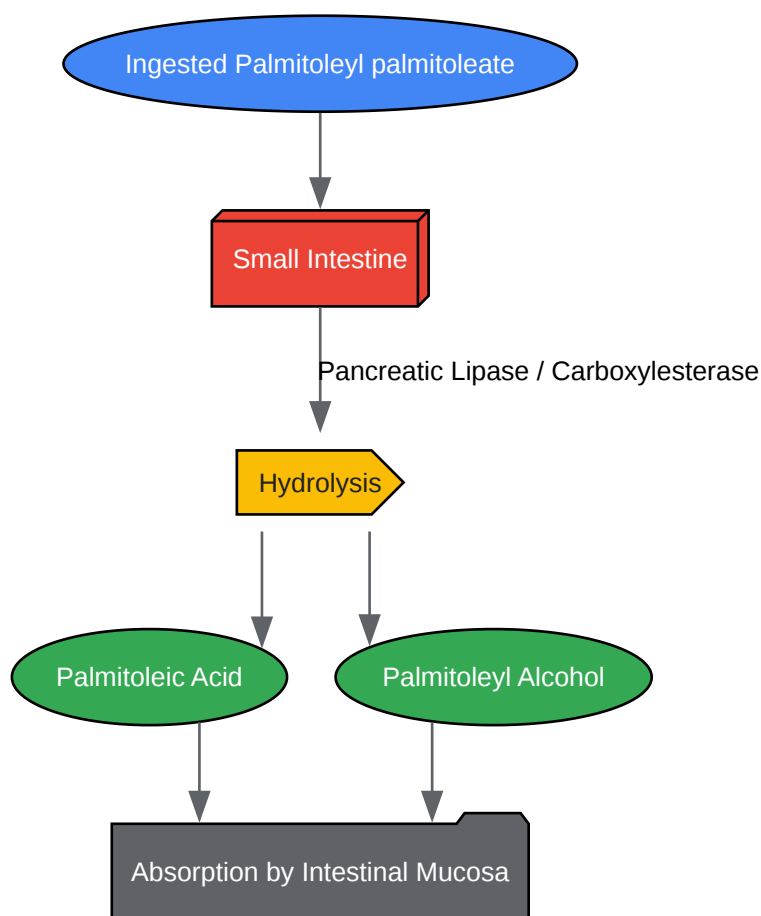 Ingested Palmitoleyl palmitoleate
Small Intestine
Pancreatic Lipase / Carboxylesterase
Hydrolysis
Palmitoleic Acid
Palmitoleyl Alcohol
Absorption by Intestinal Mucosa